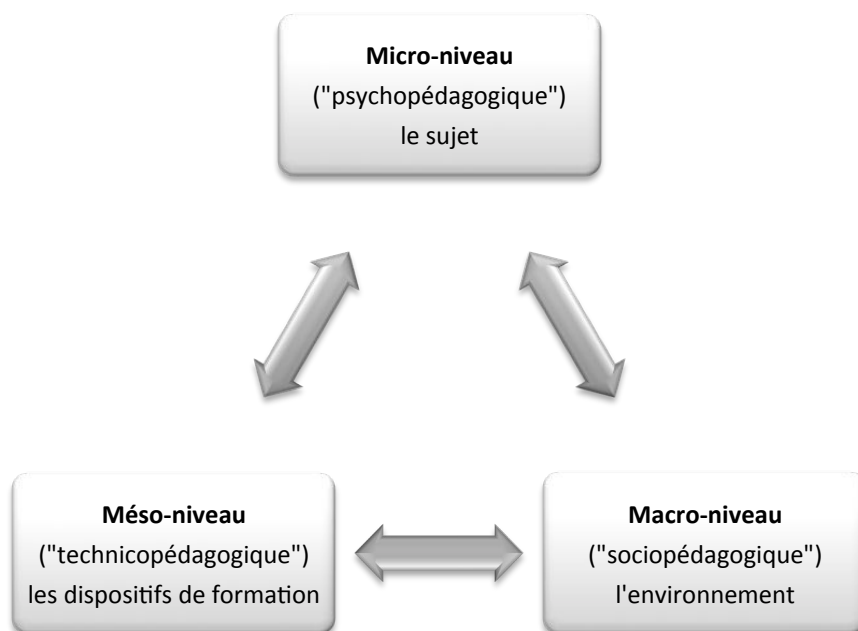 Micro-niveau
("psychopédagogique")
le sujet
Méso-niveau
("technicopédagogique")
les dispositifs de formation
Macro-niveau
("sociopédagogique")
l'environnement